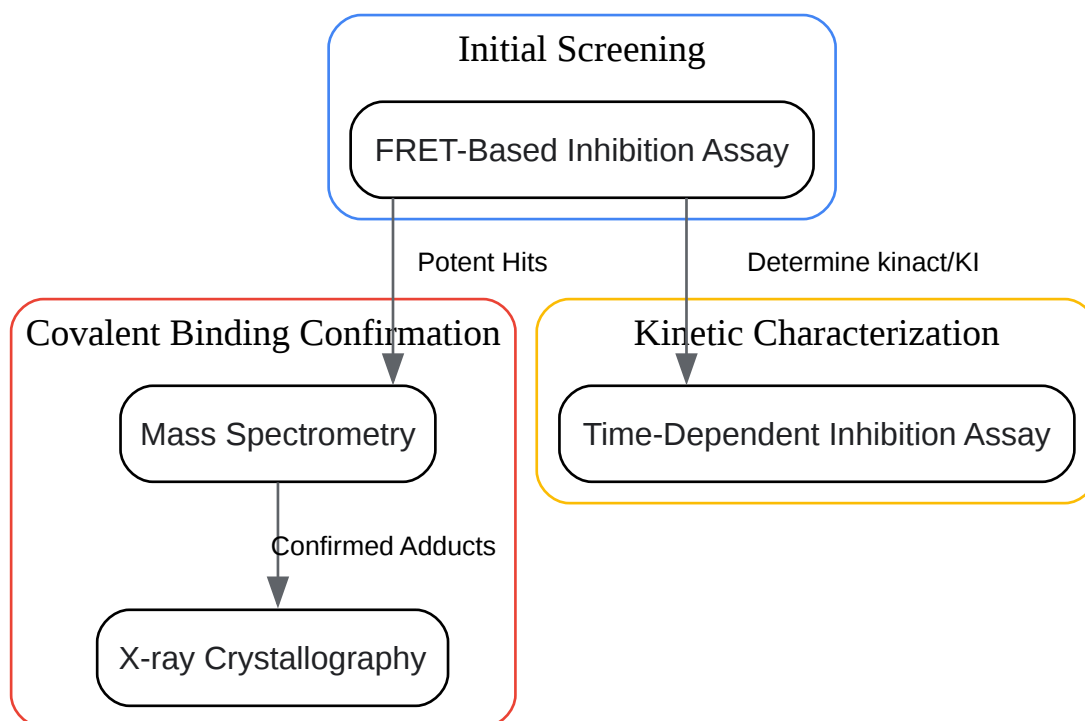 Initial Screening
FRET-Based Inhibition Assay
Potent Hits
Determine kinact/KI
Covalent Binding Confirmation
Kinetic Characterization
Mass Spectrometry
Time-Dependent Inhibition Assay
Confirmed Adducts
X-ray Crystallography